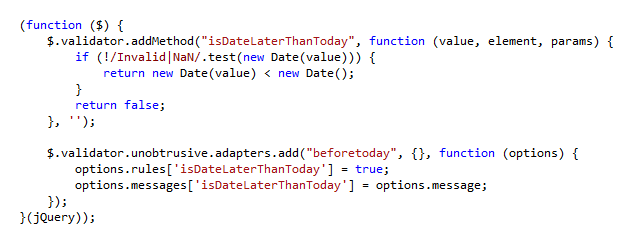 (function ($) {
    $.validator.addMethod("isDateLaterThanToday", function (value, element, params) {
        if (!/Invalid|NaN/.test(new Date(value))) {
            return new Date(value) < new Date();
        }
        return false;
    }, '');

    $.validator.unobtrusive.adapters.add("beforetoday", {}, function (options) {
        options.rules['isDateLaterThanToday'] = true;
        options.messages['isDateLaterThanToday'] = options.message;
    });
}(jQuery));